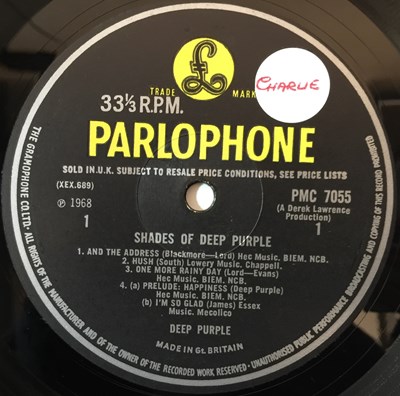 TRADE MARK
CHARLIE
33⅓ R.P.M.
PARLOPHONE
SOLD IN U.K. SUBJECT TO RESALE PRICE CONDITIONS, SEE PRICE LISTS
(XEX.689)
℗ 1968
1
PMC 7055
(A Derek Lawrence
Production)
1
SHADES OF DEEP PURPLE
1. AND THE ADDRESS (Blackmore—Lord) Hec Music. BIEM. NCB.
2. HUSH (South) Lowery Music. Chappell.
3. ONE MORE RAINY DAY (Lord—Evans)
Hec Music. BIEM. NCB.
4. (a) PRELUDE: HAPPINESS (Deep Purple)
Hec Music. BIEM. NCB.
(b) I'M SO GLAD (James) Essex
Music. Mecolico
DEEP PURPLE
MADE IN Gt. BRITAIN
THE GRAMOPHONE CO. LTD. · ALL RIGHTS OF THE MANUFACTURER AND OF THE OWNER OF THE RECORDED WORK RESERVED · UNAUTHORISED PUBLIC PERFORMANCE BROADCASTING AND COPYING OF THIS RECORD PROHIBITED